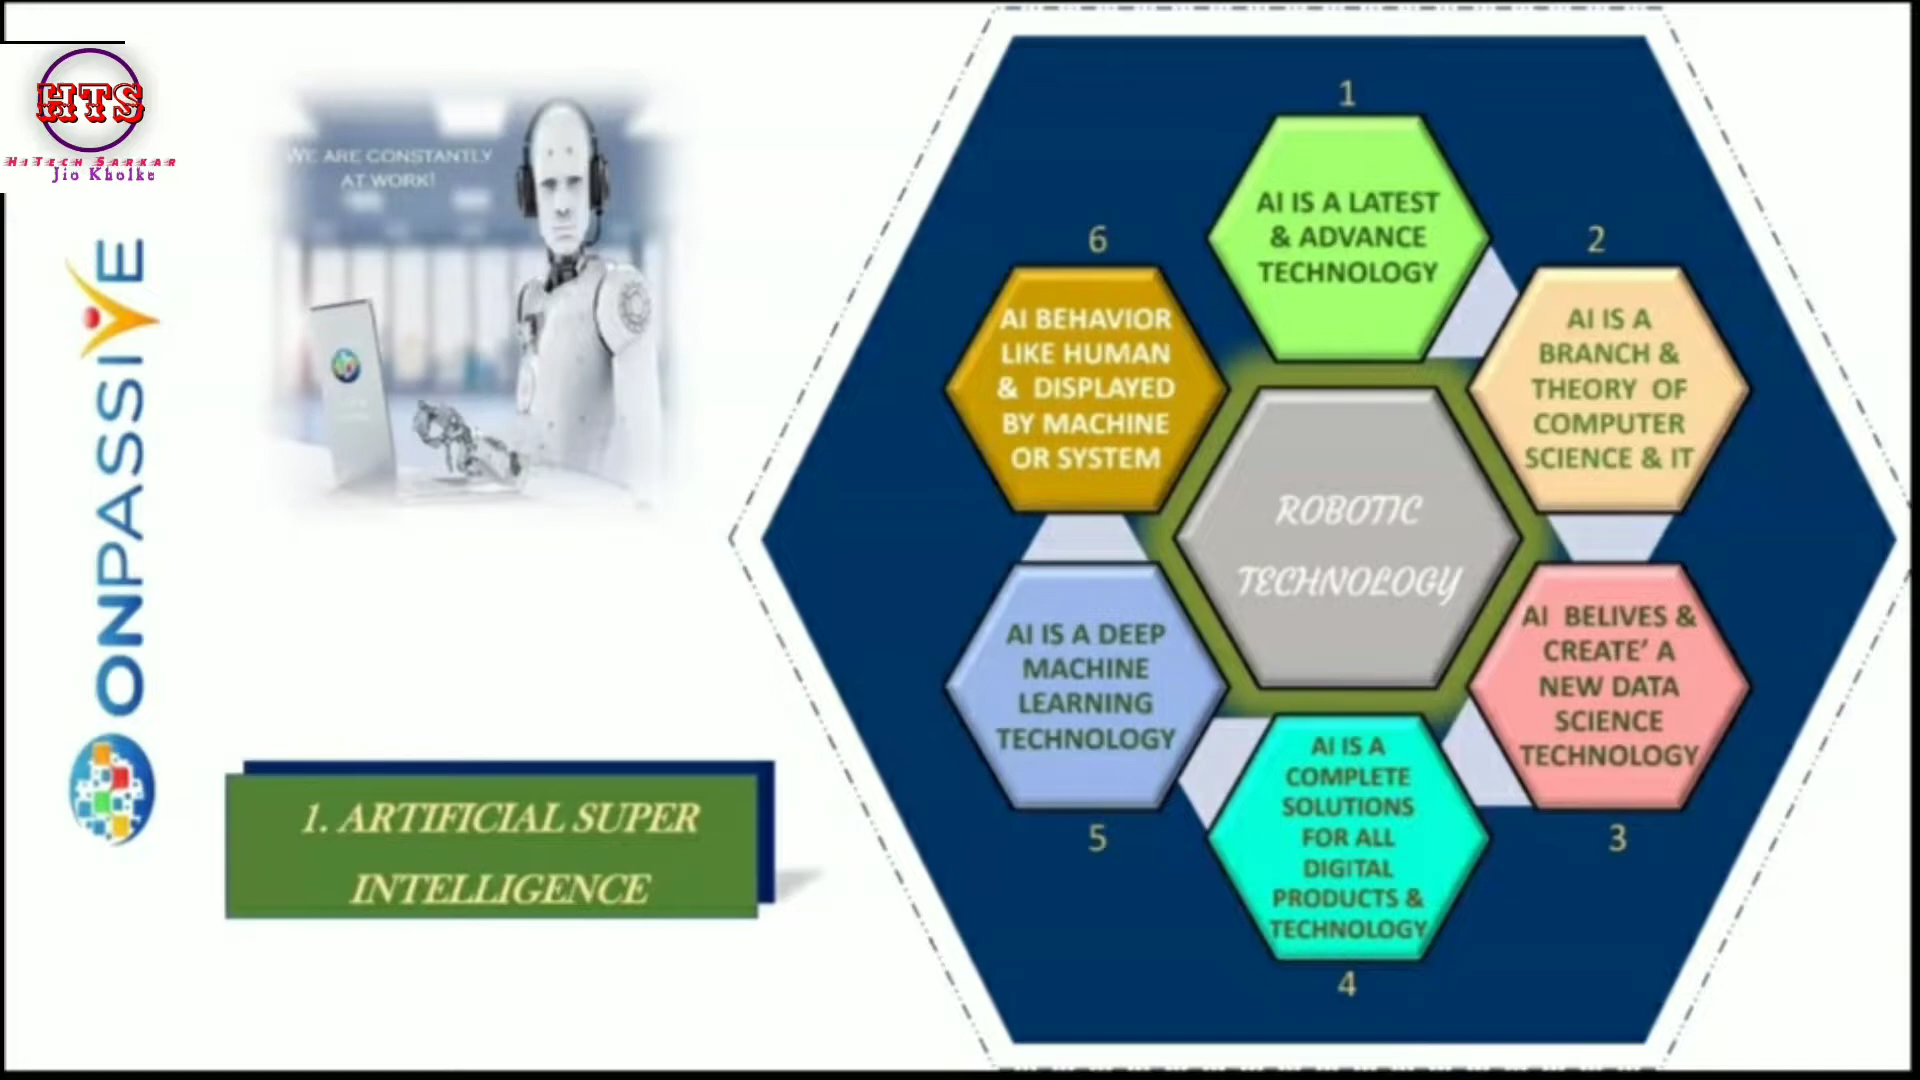 HTS
HITECH SARKAR
Jio Kholke
ONPASSIVE
WE ARE CONSTANTLY
AT WORK!
1. ARTIFICIAL SUPER
INTELLIGENCE
1
AI IS A LATEST
& ADVANCE
TECHNOLOGY
2
AI IS A
BRANCH &
THEORY OF
COMPUTER
SCIENCE & IT
AI BELIVES &
CREATE' A
NEW DATA
SCIENCE
TECHNOLOGY
3
AI IS A
COMPLETE
SOLUTIONS
FOR ALL
DIGITAL
PRODUCTS &
TECHNOLOGY
4
AI IS A DEEP
MACHINE
LEARNING
TECHNOLOGY
5
6
AI BEHAVIOR
LIKE HUMAN
& DISPLAYED
BY MACHINE
OR SYSTEM
ROBOTIC
TECHNOLOGY